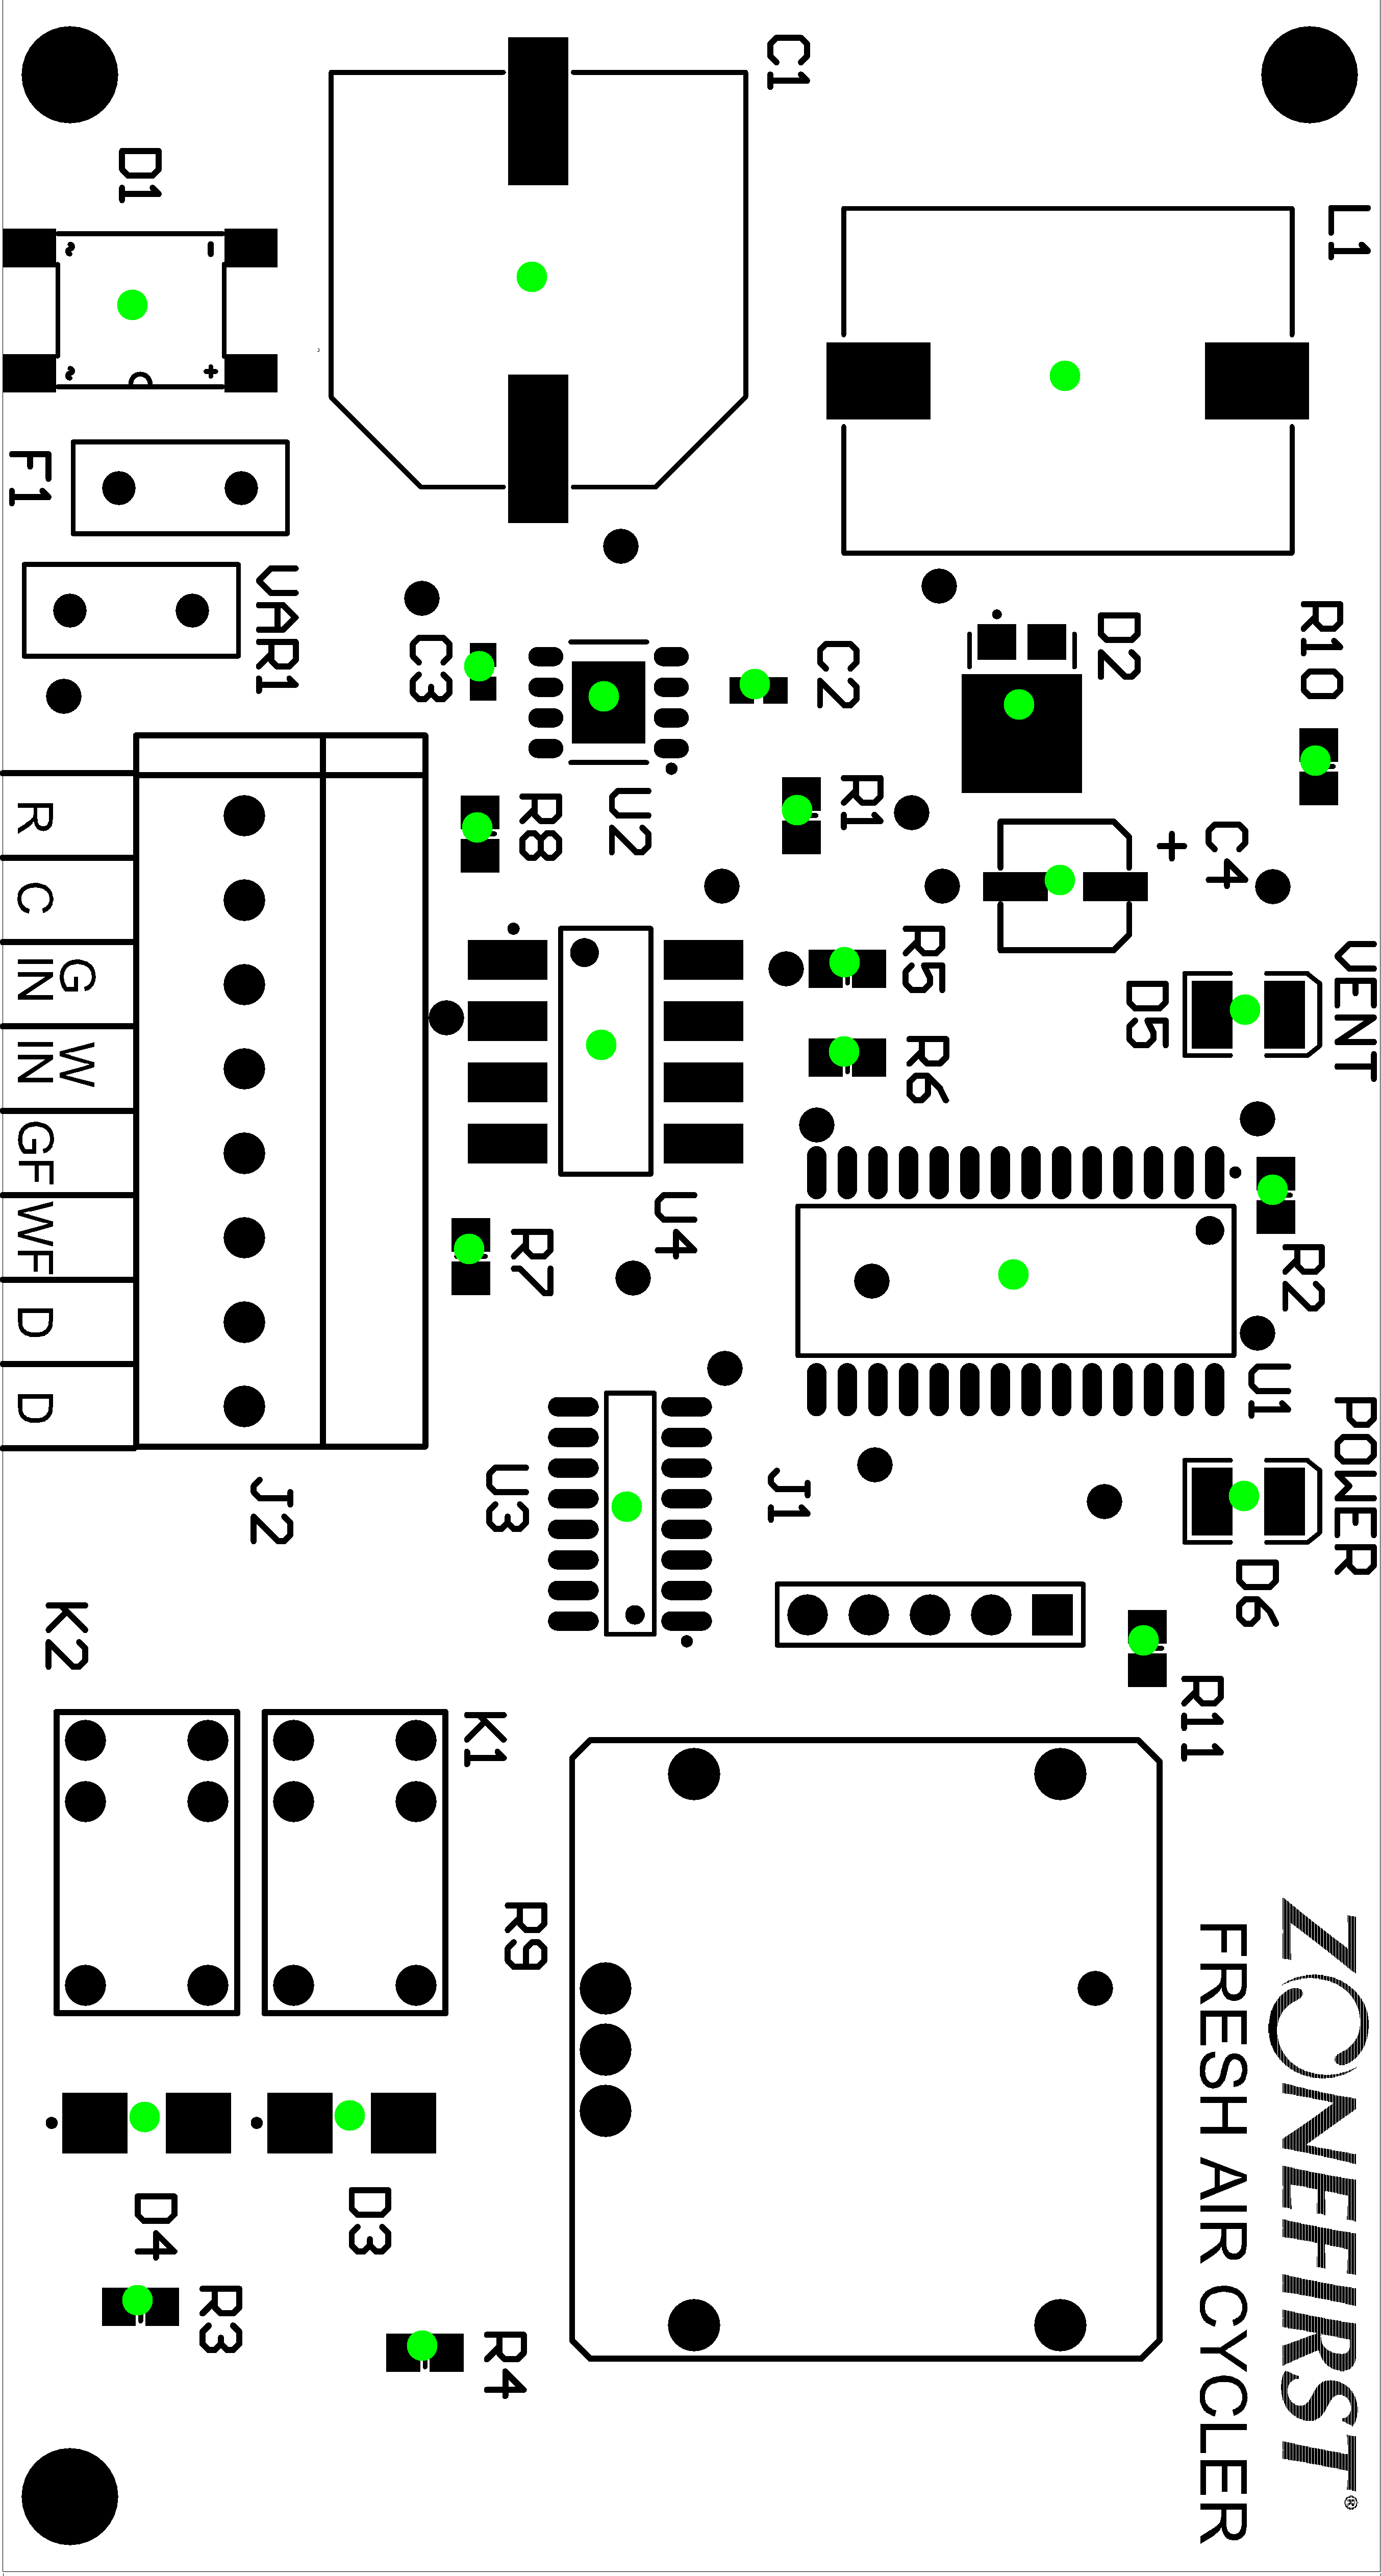 C1
L1
D1
~
-
~
+
F1
VAR1
C3
C2
D2
R10
U2
R8
R1
C4
+
R5
R6
D5
VENT
R
C
G IN
W IN
GF
WF
D
D
U4
R7
R2
U1
POWER
D6
J1
U3
J2
R11
K2
K1
R9
ZONEFIRST®
FRESH AIR CYCLER
D4
D3
R3
R4